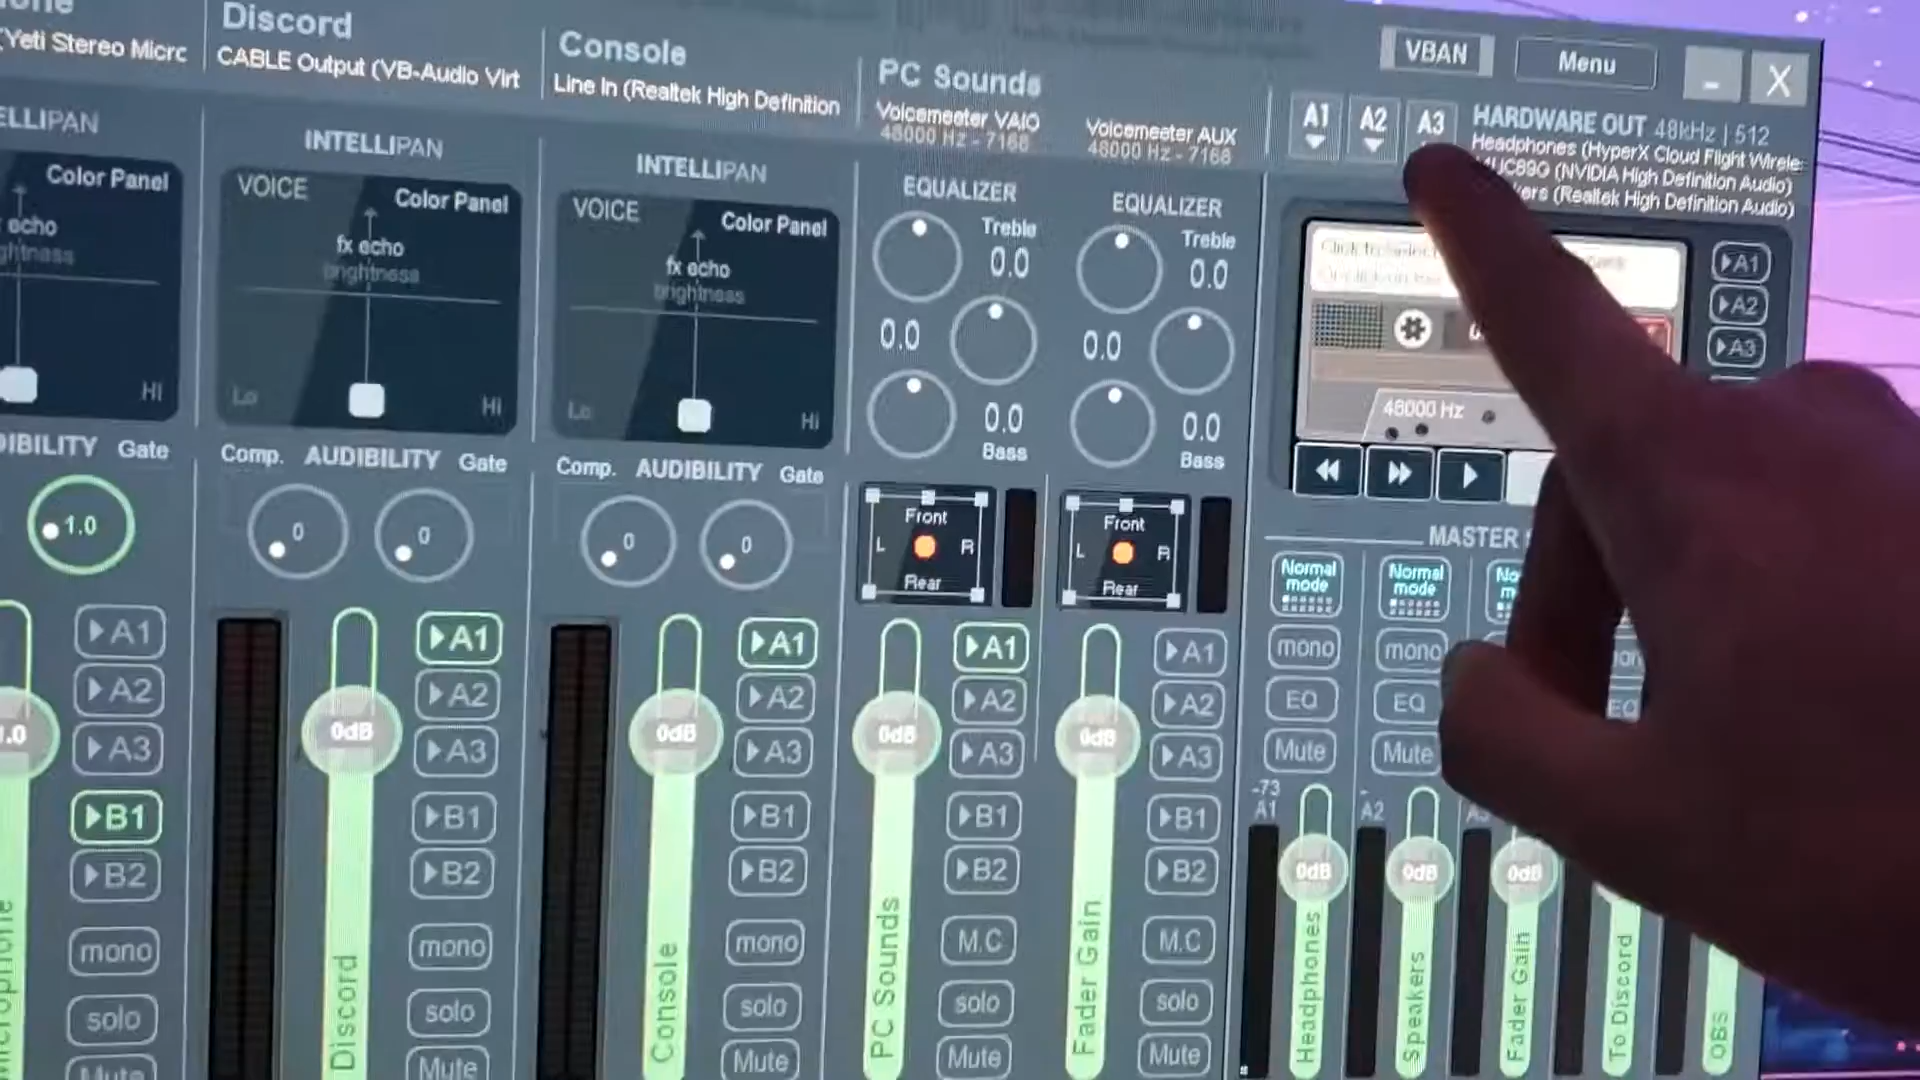 Discord
Console
PC Sounds
VBAN
Menu
X
(Yeti Stereo Micrc
CABLE Output (VB-Audio Virt
Line In (Realtek High Definition
Voicemeeter VAIO
48000 Hz - 7168
Voicemeeter AUX
48000 Hz - 7168
A1
A2
A3
HARDWARE OUT 48kHz | 512
Headphones (HyperX Cloud Flight Wirele
(NVIDIA High Definition Audio)
(Realtek High Definition Audio)
INTELLIPAN
INTELLIPAN
EQUALIZER
EQUALIZER
Color Panel
echo
HI
VOICE
Color Panel
fx echo
brightness
Lo
Hi
VOICE
Color Panel
fx echo
brightness
Lo
Hi
Treble
0.0
0.0
0.0
Bass
Treble
0.0
0.0
0.0
Bass
48000 Hz
A1
A2
A3
Gate
1.0
Comp. AUDIBILITY Gate
0
0
Comp. AUDIBILITY Gate
0
0
Front
L R
Rear
Front
L R
Rear
MASTER
Normal mode
Normal mode
mono
mono
EQ
EQ
EQ
Mute
Mute
A1
A2
A3
B1
B2
mono
solo
Mute
A1
A2
A3
B1
B2
mono
solo
Mute
0dB
Discord
A1
A2
A3
B1
B2
mono
solo
Mute
0dB
Console
A1
A2
A3
B1
B2
M.C
solo
Mute
0dB
PC Sounds
A1
A2
A3
B1
B2
M.C
solo
Mute
0dB
Fader Gain
-73
A1
A2
0dB
0dB
0dB
Headphones
Speakers
Fader Gain
To Discord
OBS